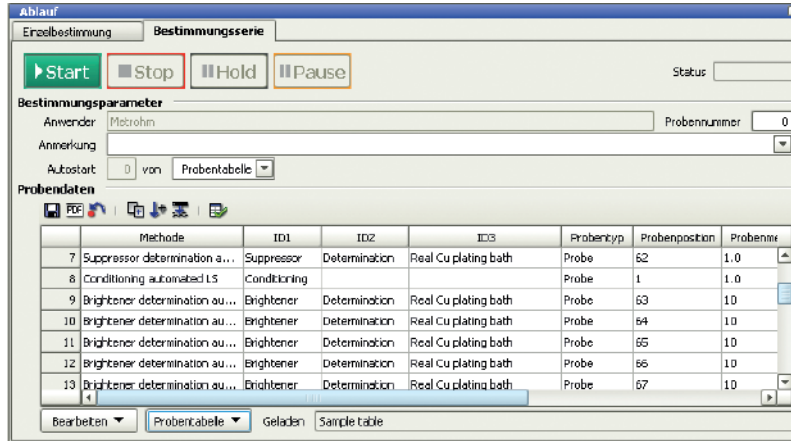 Ablauf
Einzelbestimmung Bestimmungsserie
Start Stop Hold Pause Status
Bestimmungsparameter
Anwender Metrohm Probennummer 0
Anmerkung
Autostart 0 von Probentabelle
Probendaten
PDF
Methode ID1 ID2 ID3 Probentyp Probenposition Probenme
7 Suppressor determination a... Suppressor Determination Real Cu plating bath Probe 62 1.0
8 Conditioning automated LS Conditioning Probe 1 1.0
9 Brightener determination au... Brightener Determination Real Cu plating bath Probe 63 10
10 Brightener determination au... Brightener Determination Real Cu plating bath Probe 64 10
11 Brightener determination au... Brightener Determination Real Cu plating bath Probe 65 10
12 Brightener determination au... Brightener Determination Real Cu plating bath Probe 66 10
13 Brightener determination au... Brightener Determination Real Cu plating bath Probe 67 10
Bearbeiten Probentabelle Geladen Sample table